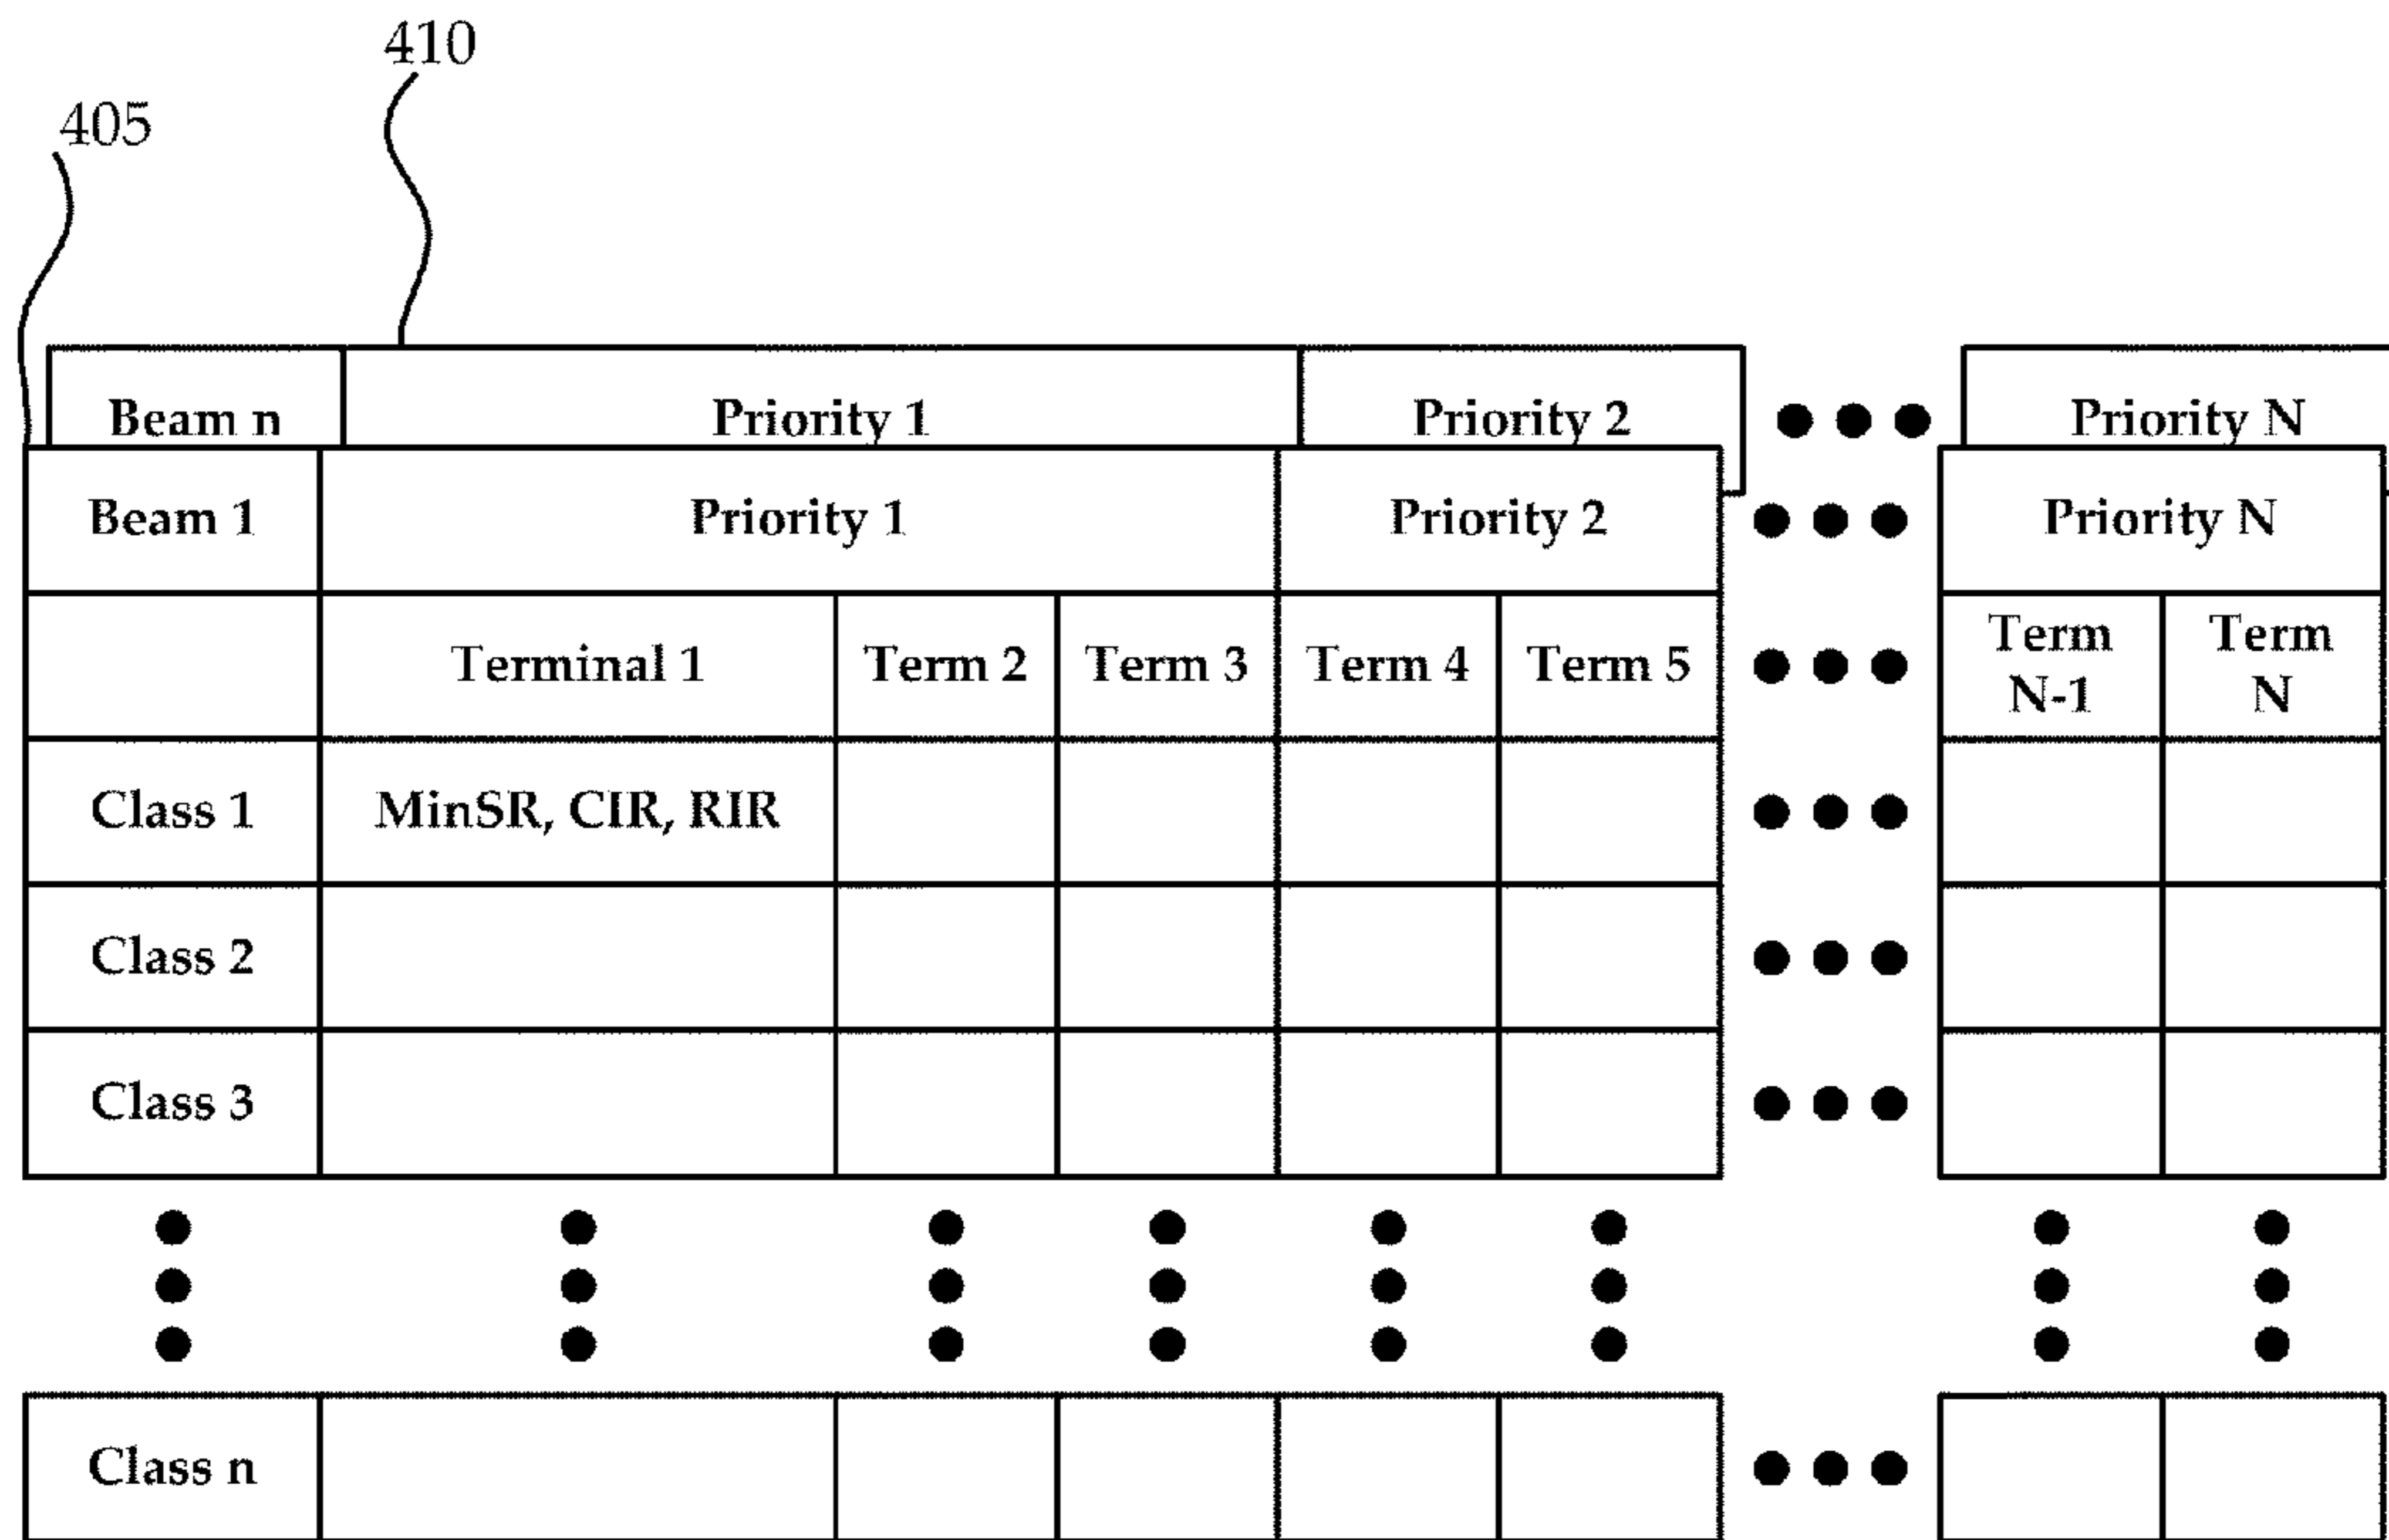 410
405
Beam n Priority 1 Priority 2 Priority N
Beam 1 Priority 1 Priority 2 Priority N
Terminal 1 Term 2 Term 3 Term 4 Term 5 Term N-1 Term N
Class 1 MinSR, CIR, RIR
Class 2
Class 3
Class n